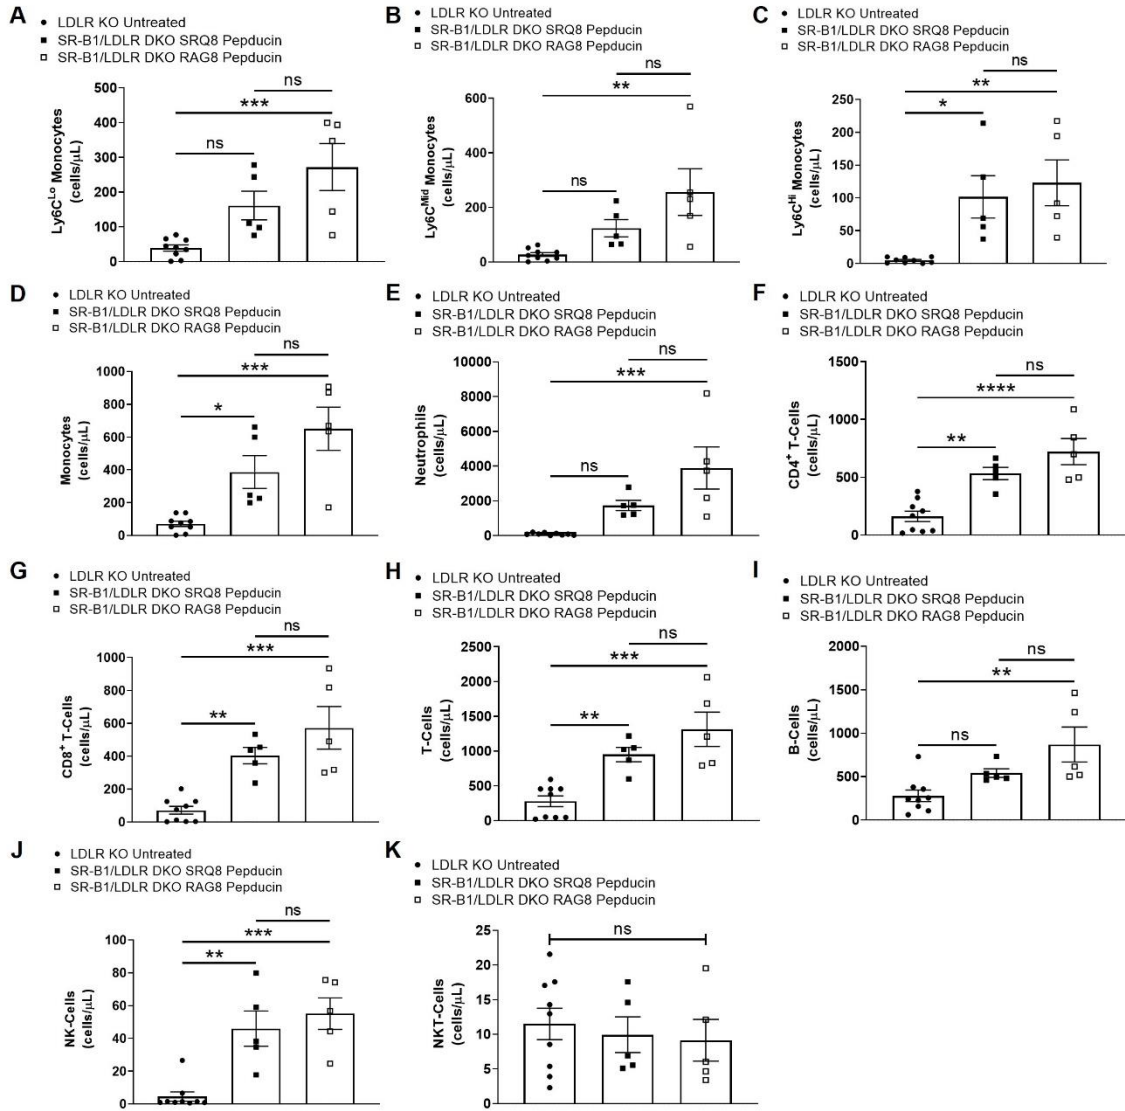 A
● LDLR KO Untreated
■ SR-B1/LDLR DKO SRQ8 Pepducin
□ SR-B1/LDLR DKO RAG8 Pepducin
ns
***
ns
Ly6C^Lo Monocytes
(cells/μL)
500
400
300
200
100
0
B
● LDLR KO Untreated
■ SR-B1/LDLR DKO SRQ8 Pepducin
□ SR-B1/LDLR DKO RAG8 Pepducin
ns
**
ns
Ly6C^Mid Monocytes
(cells/μL)
600
400
200
0
C
● LDLR KO Untreated
■ SR-B1/LDLR DKO SRQ8 Pepducin
□ SR-B1/LDLR DKO RAG8 Pepducin
ns
**
*
Ly6C^Hi Monocytes
(cells/μL)
250
200
150
100
50
0
D
● LDLR KO Untreated
■ SR-B1/LDLR DKO SRQ8 Pepducin
□ SR-B1/LDLR DKO RAG8 Pepducin
ns
***
*
Monocytes
(cells/μL)
1000
800
600
400
200
0
E
● LDLR KO Untreated
■ SR-B1/LDLR DKO SRQ8 Pepducin
□ SR-B1/LDLR DKO RAG8 Pepducin
ns
***
ns
Neutrophils
(cells/μL)
10000
8000
6000
4000
2000
0
F
● LDLR KO Untreated
■ SR-B1/LDLR DKO SRQ8 Pepducin
□ SR-B1/LDLR DKO RAG8 Pepducin
ns
****
**
CD4⁺ T-Cells
(cells/μL)
1500
1000
500
0
G
● LDLR KO Untreated
■ SR-B1/LDLR DKO SRQ8 Pepducin
□ SR-B1/LDLR DKO RAG8 Pepducin
ns
***
**
CD8⁺ T-Cells
(cells/μL)
1000
800
600
400
200
0
H
● LDLR KO Untreated
■ SR-B1/LDLR DKO SRQ8 Pepducin
□ SR-B1/LDLR DKO RAG8 Pepducin
ns
***
**
T-Cells
(cells/μL)
2500
2000
1500
1000
500
0
I
● LDLR KO Untreated
■ SR-B1/LDLR DKO SRQ8 Pepducin
□ SR-B1/LDLR DKO RAG8 Pepducin
ns
**
ns
B-Cells
(cells/μL)
2000
1500
1000
500
0
J
● LDLR KO Untreated
■ SR-B1/LDLR DKO SRQ8 Pepducin
□ SR-B1/LDLR DKO RAG8 Pepducin
ns
***
**
NK-Cells
(cells/μL)
100
80
60
40
20
0
K
● LDLR KO Untreated
■ SR-B1/LDLR DKO SRQ8 Pepducin
□ SR-B1/LDLR DKO RAG8 Pepducin
ns
NKT-Cells
(cells/μL)
25
20
15
10
5
0